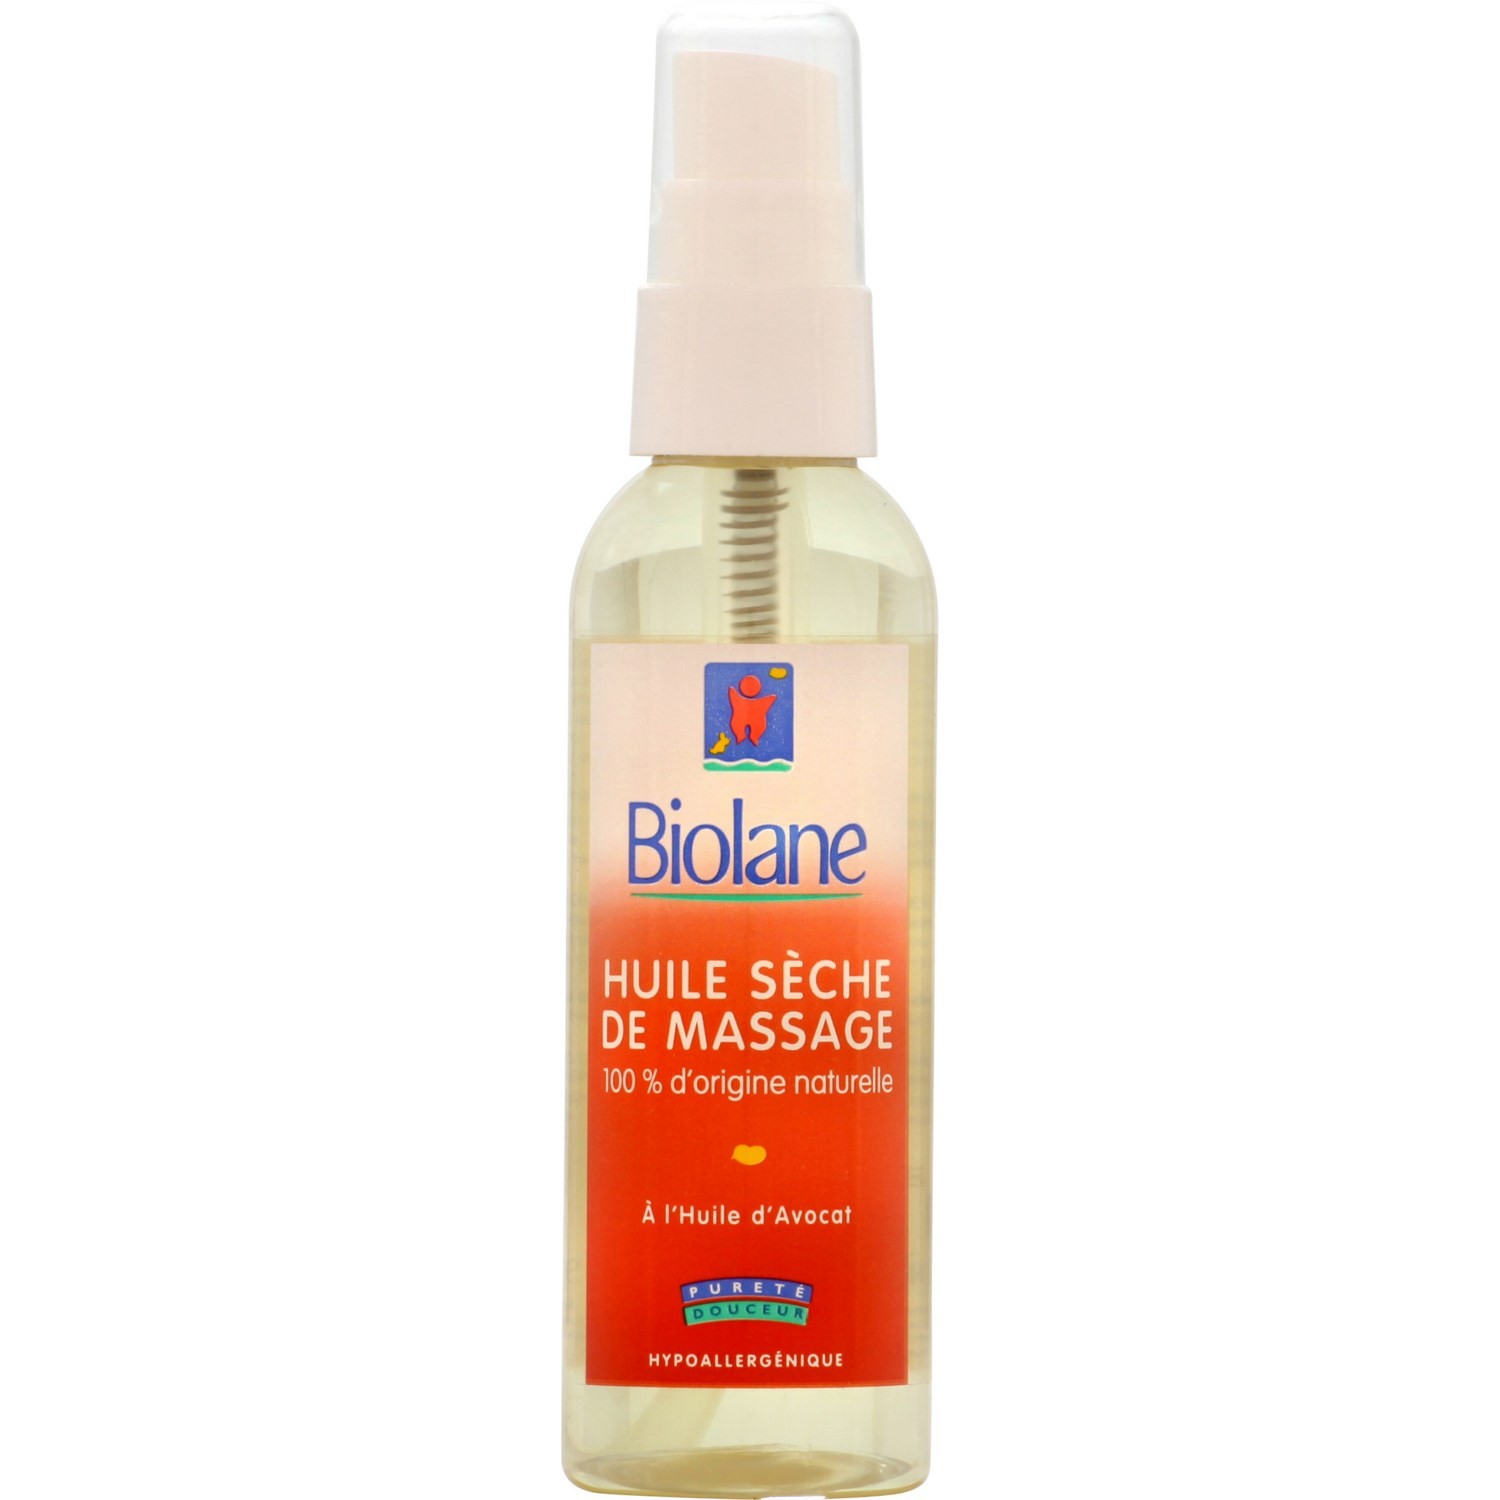 Biolane
HUILE SÈCHE
DE MASSAGE
100 % d'origine naturelle
À l'Huile d'Avocat
PURETÉ
DOUCEUR
HYPOALLERGÉNIQUE